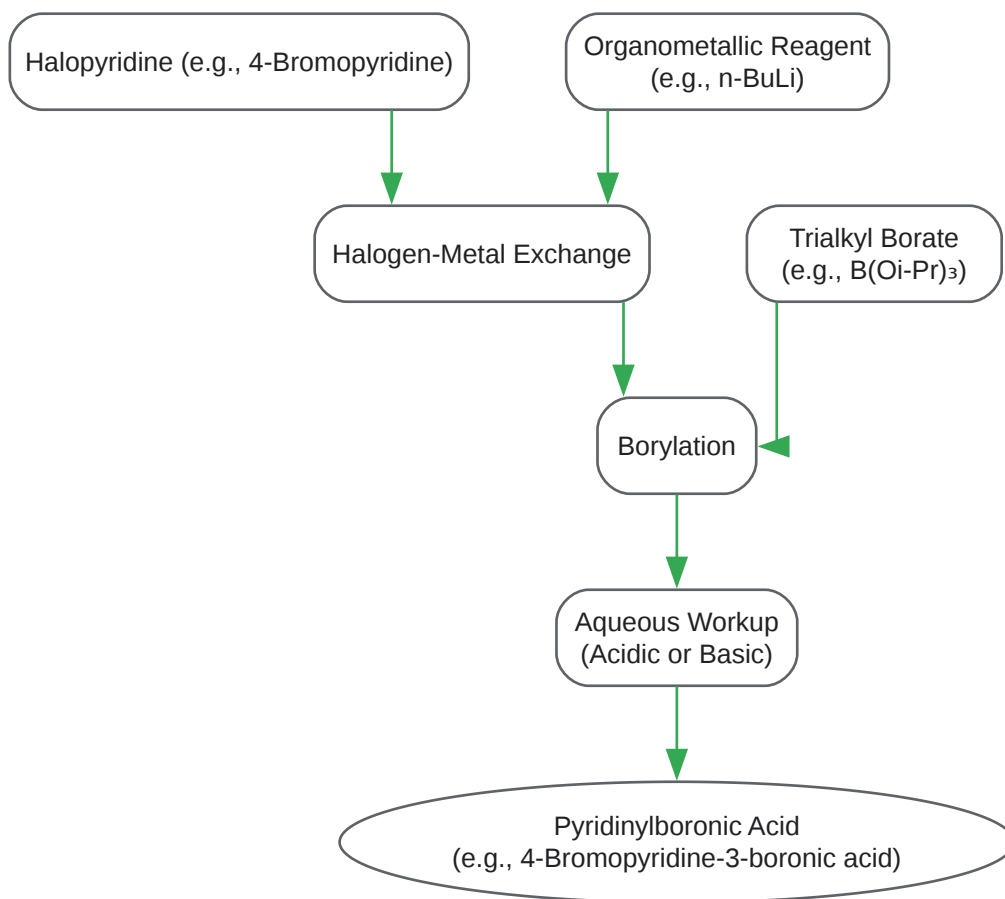 Halopyridine (e.g., 4-Bromopyridine)
Organometallic Reagent
(e.g., n-BuLi)
Halogen-Metal Exchange
Trialkyl Borate
(e.g., B(Oi-Pr)₃)
Borylation
Aqueous Workup
(Acidic or Basic)
Pyridinylboronic Acid
(e.g., 4-Bromopyridine-3-boronic acid)